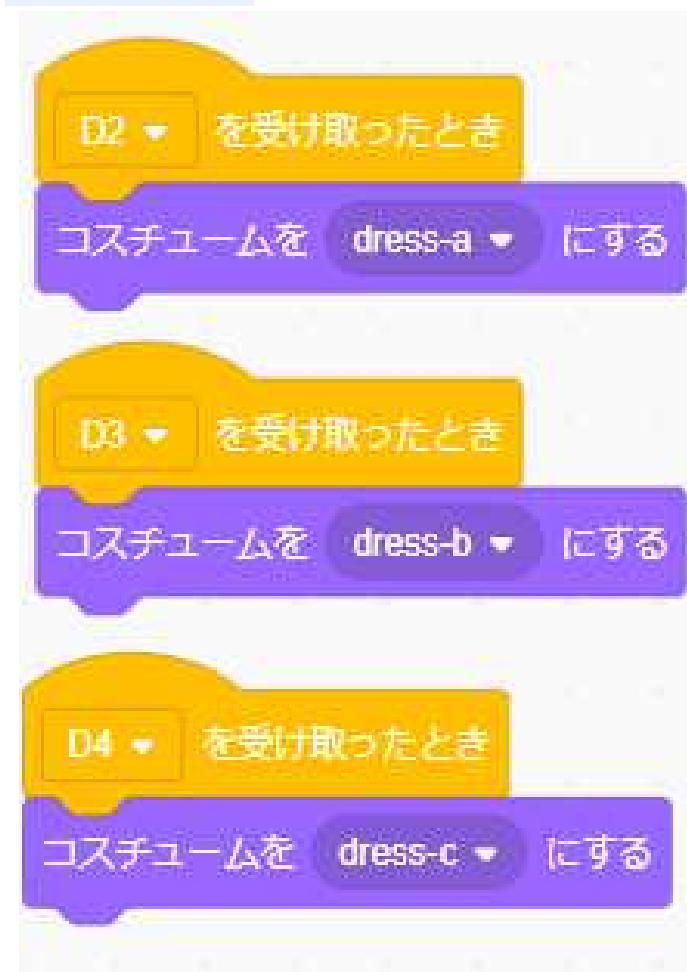 D2 を受け取ったとき
コスチュームを dress-a にする
D3 を受け取ったとき
コスチュームを dress-b にする
D4 を受け取ったとき
コスチュームを dress-c にする